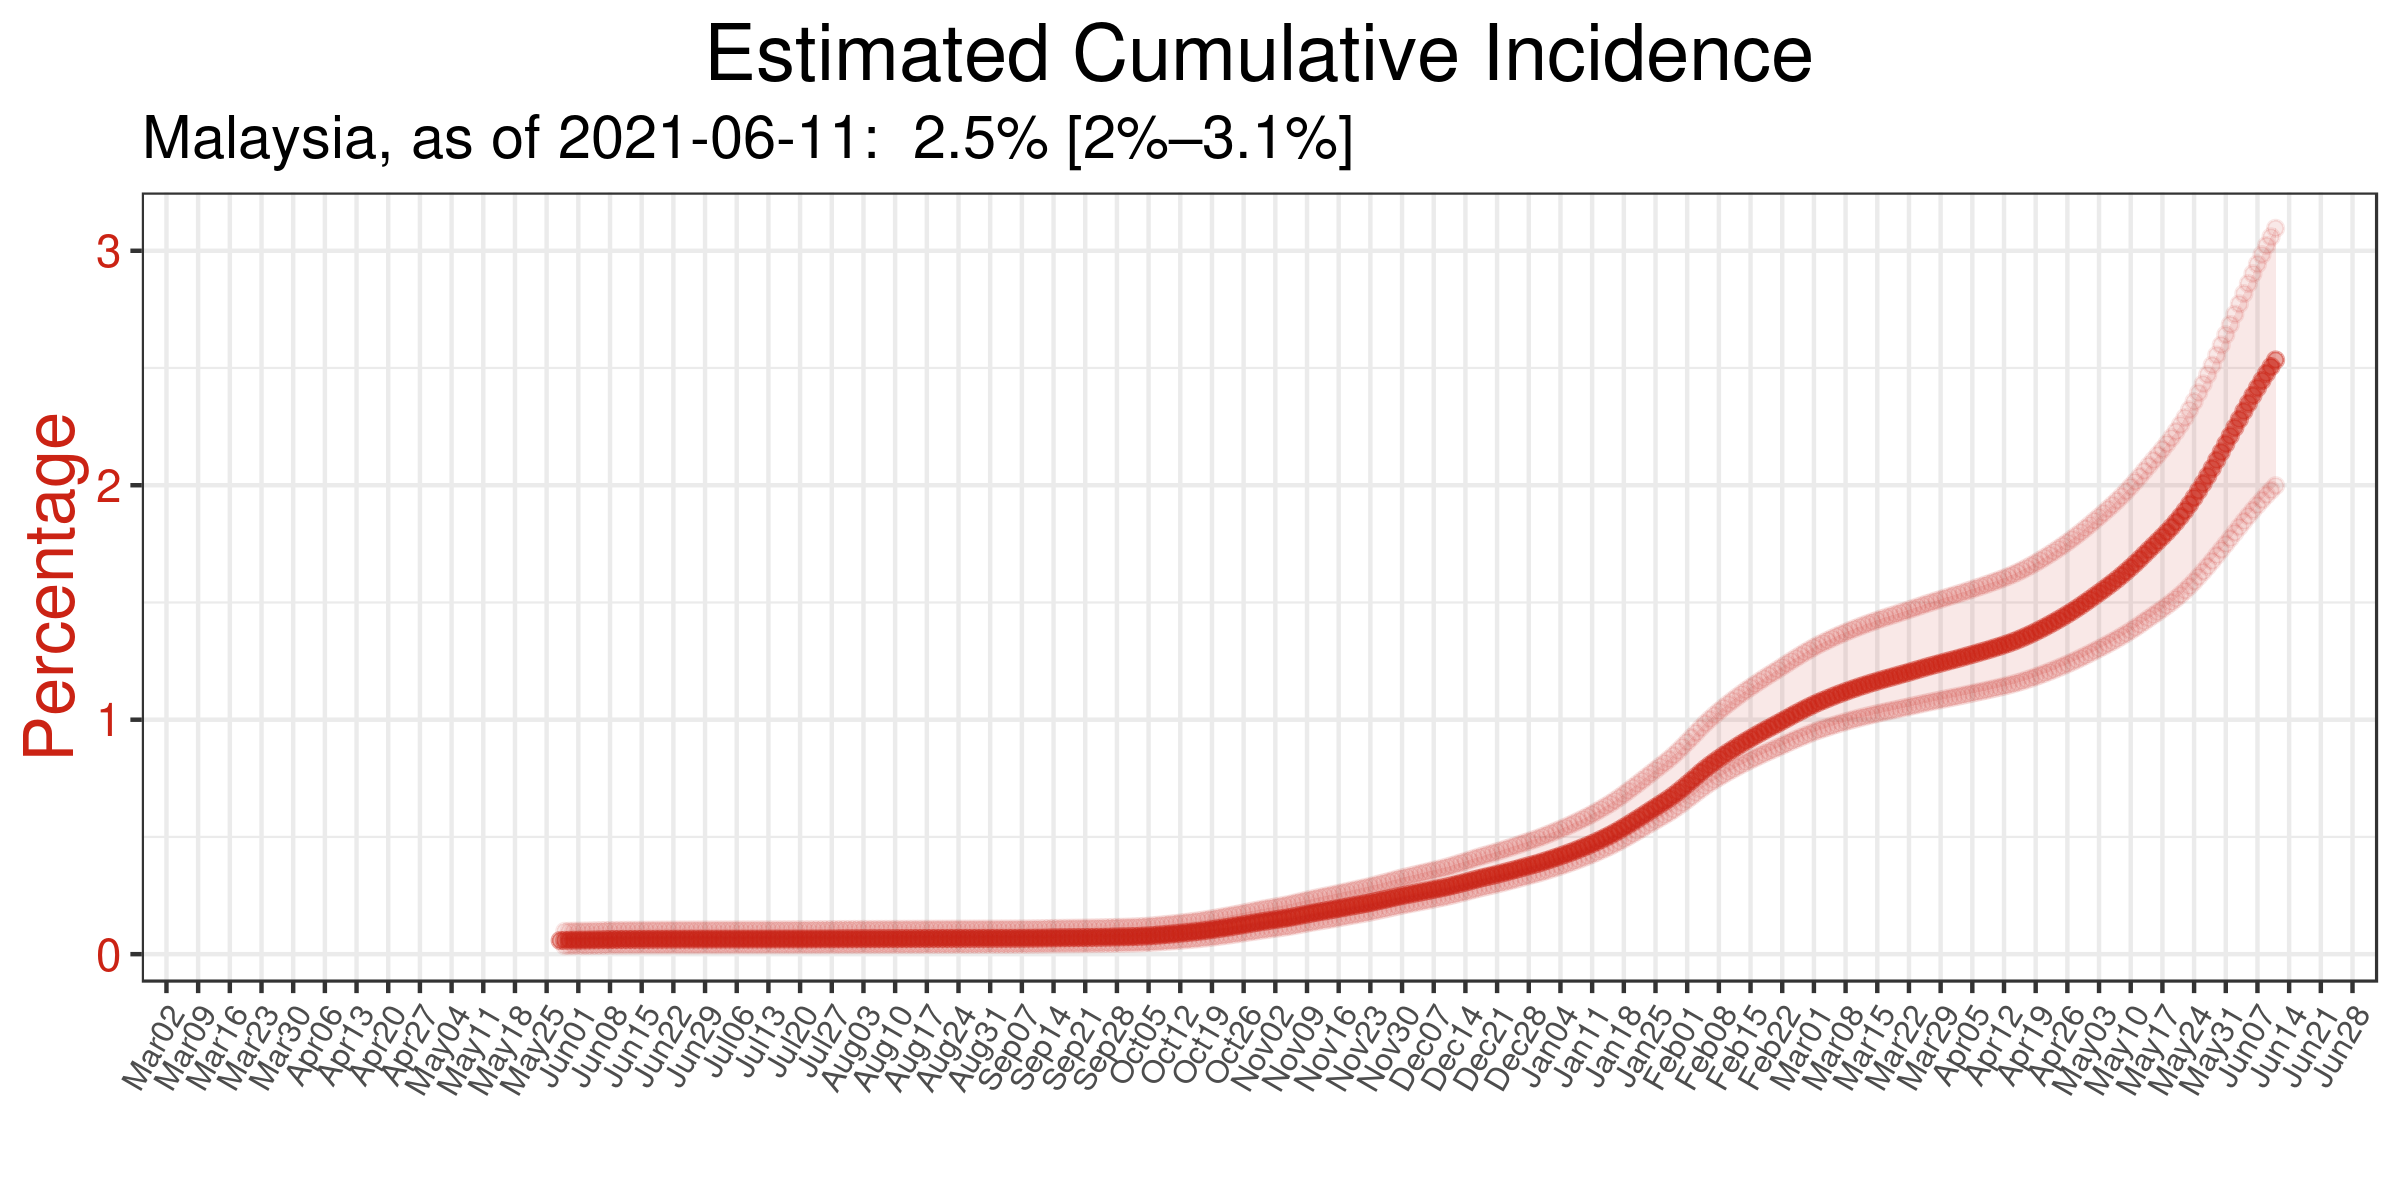 Estimated Cumulative Incidence
Malaysia, as of 2021-06-11:  2.5% [2%–3.1%]
Percentage
3
2
1
0
Mar02
Mar09
Mar16
Mar23
Mar30
Apr06
Apr13
Apr20
Apr27
May04
May11
May18
May25
Jun01
Jun08
Jun15
Jun22
Jun29
Jul06
Jul13
Jul20
Jul27
Aug03
Aug10
Aug17
Aug24
Aug31
Sep07
Sep14
Sep21
Sep28
Oct05
Oct12
Oct19
Oct26
Nov02
Nov09
Nov16
Nov23
Nov30
Dec07
Dec14
Dec21
Dec28
Jan04
Jan11
Jan18
Jan25
Feb01
Feb08
Feb15
Feb22
Mar01
Mar08
Mar15
Mar22
Mar29
Apr05
Apr12
Apr19
Apr26
May03
May10
May17
May24
May31
Jun07
Jun14
Jun21
Jun28